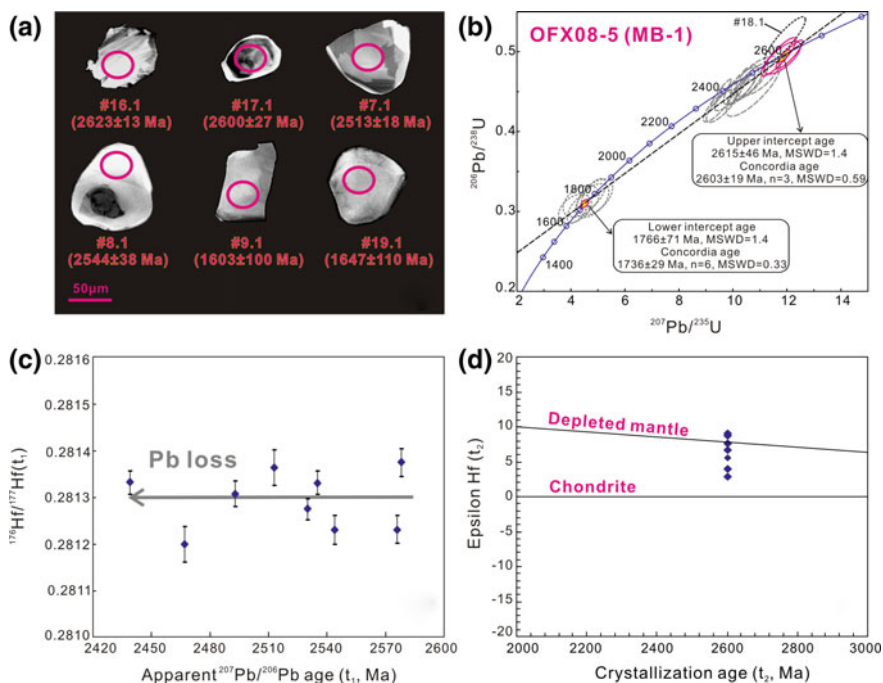 (a)
#16.1 #17.1 #7.1
(2623±13 Ma) (2600±27 Ma) (2513±18 Ma)
#8.1 #9.1 #19.1
(2544±38 Ma) (1603±100 Ma) (1647±110 Ma)
50μm
(b)
OFX08-5 (MB-1)
#18.1
0.5
0.4
0.3
0.2
²⁰⁶Pb/²³⁸U
2600
2400
2200
2000
1800
1600
1400
Upper intercept age
2615±46 Ma, MSWD=1.4
Concordia age
2603±19 Ma, n=3, MSWD=0.59
Lower intercept age
1766±71 Ma, MSWD=1.4
Concordia age
1736±29 Ma, n=6, MSWD=0.33
2 4 6 8 10 12 14
²⁰⁷Pb/²³⁵U
(c)
0.2816
0.2815
0.2814
0.2813
0.2812
0.2811
0.2810
¹⁷⁶Hf/¹⁷⁷Hf(t₁)
Pb loss
2420 2450 2480 2510 2540 2570 2600
Apparent ²⁰⁷Pb/²⁰⁶Pb age (t₁, Ma)
(d)
20
15
10
5
0
-5
-10
-15
-20
Epsilon Hf (t₂)
Depleted mantle
Chondrite
2000 2200 2400 2600 2800 3000
Crystallization age (t₂, Ma)